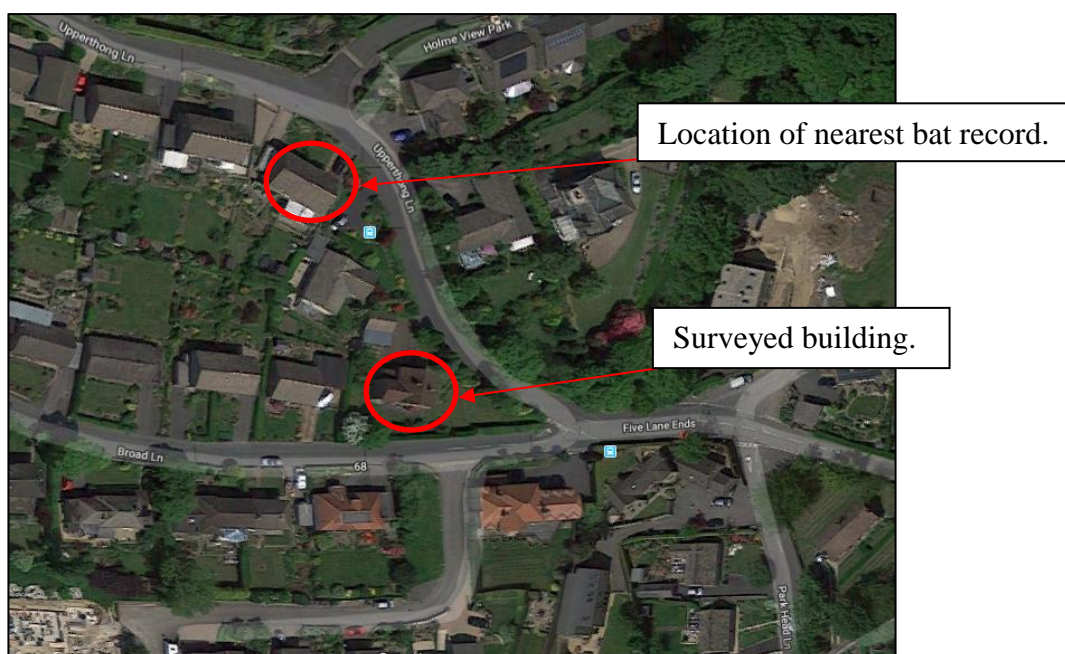 Upperthong Ln
Holme View Park
Location of nearest bat record.
Upperthong Ln
Surveyed building.
Five Lane Ends
Broad Ln
68
Park Head Ln